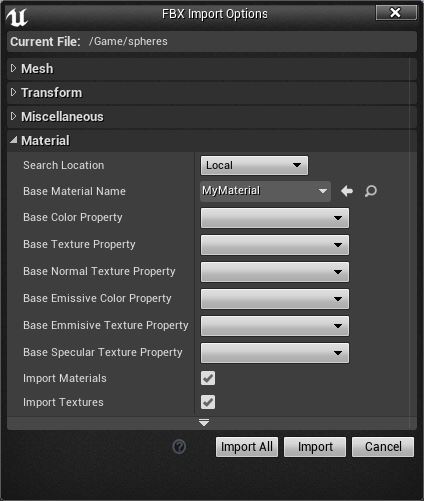 FBX Import Options
Current File: /Game/spheres
Mesh
Transform
Miscellaneous
Material
Search Location Local
Base Material Name MyMaterial
Base Color Property
Base Texture Property
Base Normal Texture Property
Base Emissive Color Property
Base Emmisive Texture Property
Base Specular Texture Property
Import Materials
Import Textures
? Import All Import Cancel